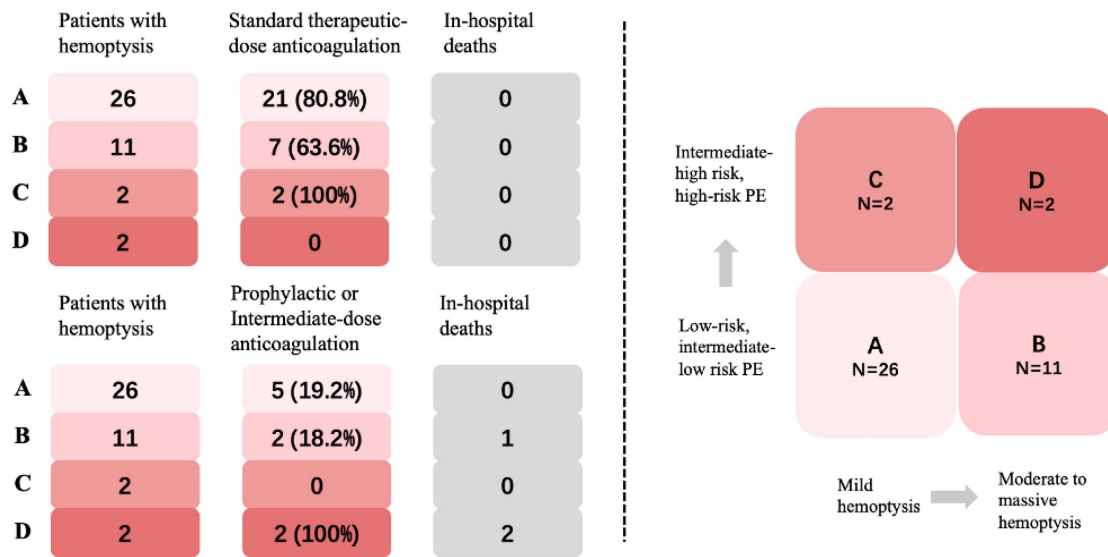 Patients with
hemoptysis
Standard therapeutic-
dose anticoagulation
In-hospital
deaths
A 26 21 (80.8%) 0
B 11 7 (63.6%) 0
C 2 2 (100%) 0
D 2 0 0
Patients with
hemoptysis
Prophylactic or
Intermediate-dose
anticoagulation
In-hospital
deaths
A 26 5 (19.2%) 0
B 11 2 (18.2%) 1
C 2 0 0
D 2 2 (100%) 2
Intermediate-
high risk,
high-risk PE
C
N=2
D
N=2
Low-risk,
intermediate-
low risk PE
A
N=26
B
N=11
Mild
hemoptysis
Moderate to
massive
hemoptysis